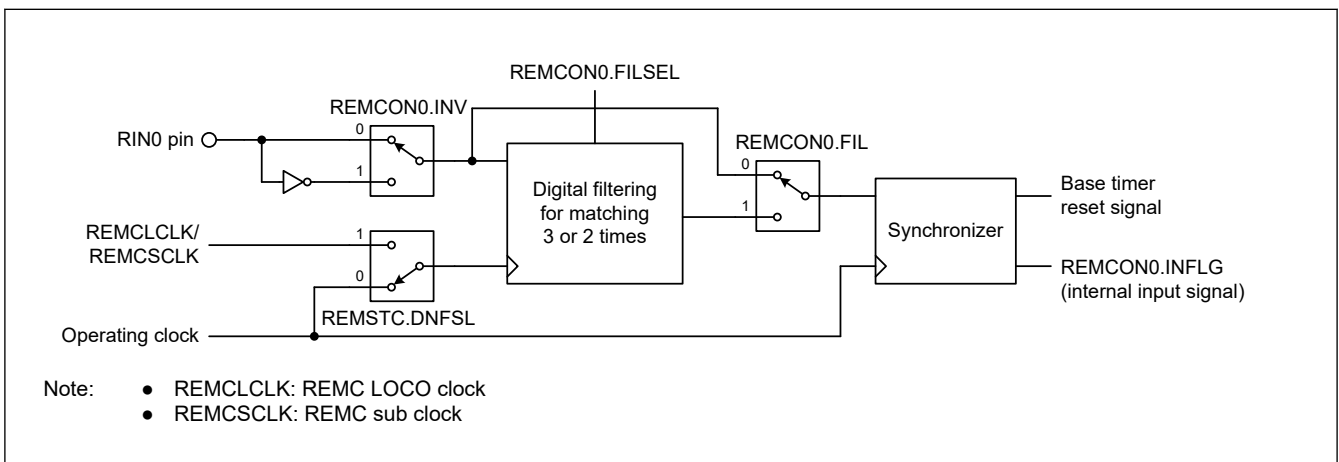 REMCON0.FILSEL
REMCON0.INV
RIN0 pin
0
1
REMCON0.FIL
0
1
Digital filtering
for matching
3 or 2 times
Synchronizer
Base timer
reset signal
REMCON0.INFLG
(internal input signal)
REMCLCLK/
REMCSCLK
1
0
REMSTC.DNFSL
Operating clock
Note:
● REMCLCLK: REMC LOCO clock
● REMCSCLK: REMC sub clock